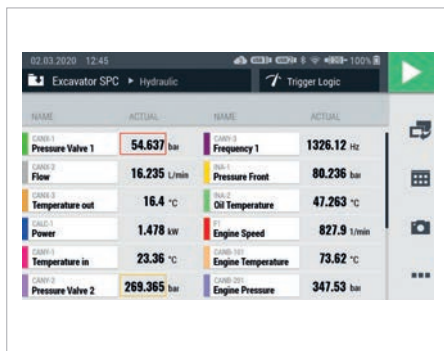 02.03.2020 12:45 100%
Excavator SPC ▸ Hydraulic Trigger Logic
NAME ACTUAL NAME ACTUAL
CANX-1 CANY-3
Pressure Valve 1 54.637 bar Frequency 1 1326.12 Hz
CANX-2 INA-1
Flow 16.235 L/min Pressure Front 80.236 bar
CANX-3 INA-2
Temperature out 16.4 °C Oil Temperature 47.263 °C
CALC-1 F1
Power 1.478 kW Engine Speed 827.9 1/min
CANY-1 CANB-101
Temperature in 23.36 °C Engine Temperature 73.62 °C
CANY-2 CANB-201
Pressure Valve 2 269.365 bar Engine Pressure 347.53 bar